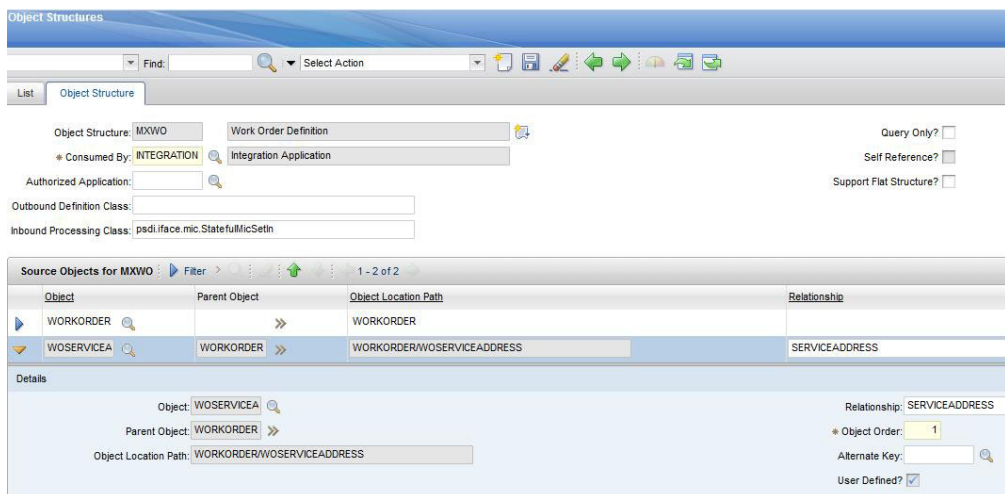 Object Structures
Find: Select Action
List Object Structure
Object Structure: MXWO Work Order Definition Query Only?
* Consumed By: INTEGRATION Integration Application Self Reference?
Authorized Application: Support Flat Structure?
Outbound Definition Class:
Inbound Processing Class: psdi.iface.mic.StatefulMicSetIn
Source Objects for MXWO Filter 1 - 2 of 2
Object Parent Object Object Location Path Relationship
WORKORDER WORKORDER
WOSERVICEA WORKORDER WORKORDER/WOSERVICEADDRESS SERVICEADDRESS
Details
Object: WOSERVICEA Relationship: SERVICEADDRESS
Parent Object: WORKORDER * Object Order: 1
Object Location Path: WORKORDER/WOSERVICEADDRESS Alternate Key:
User Defined?